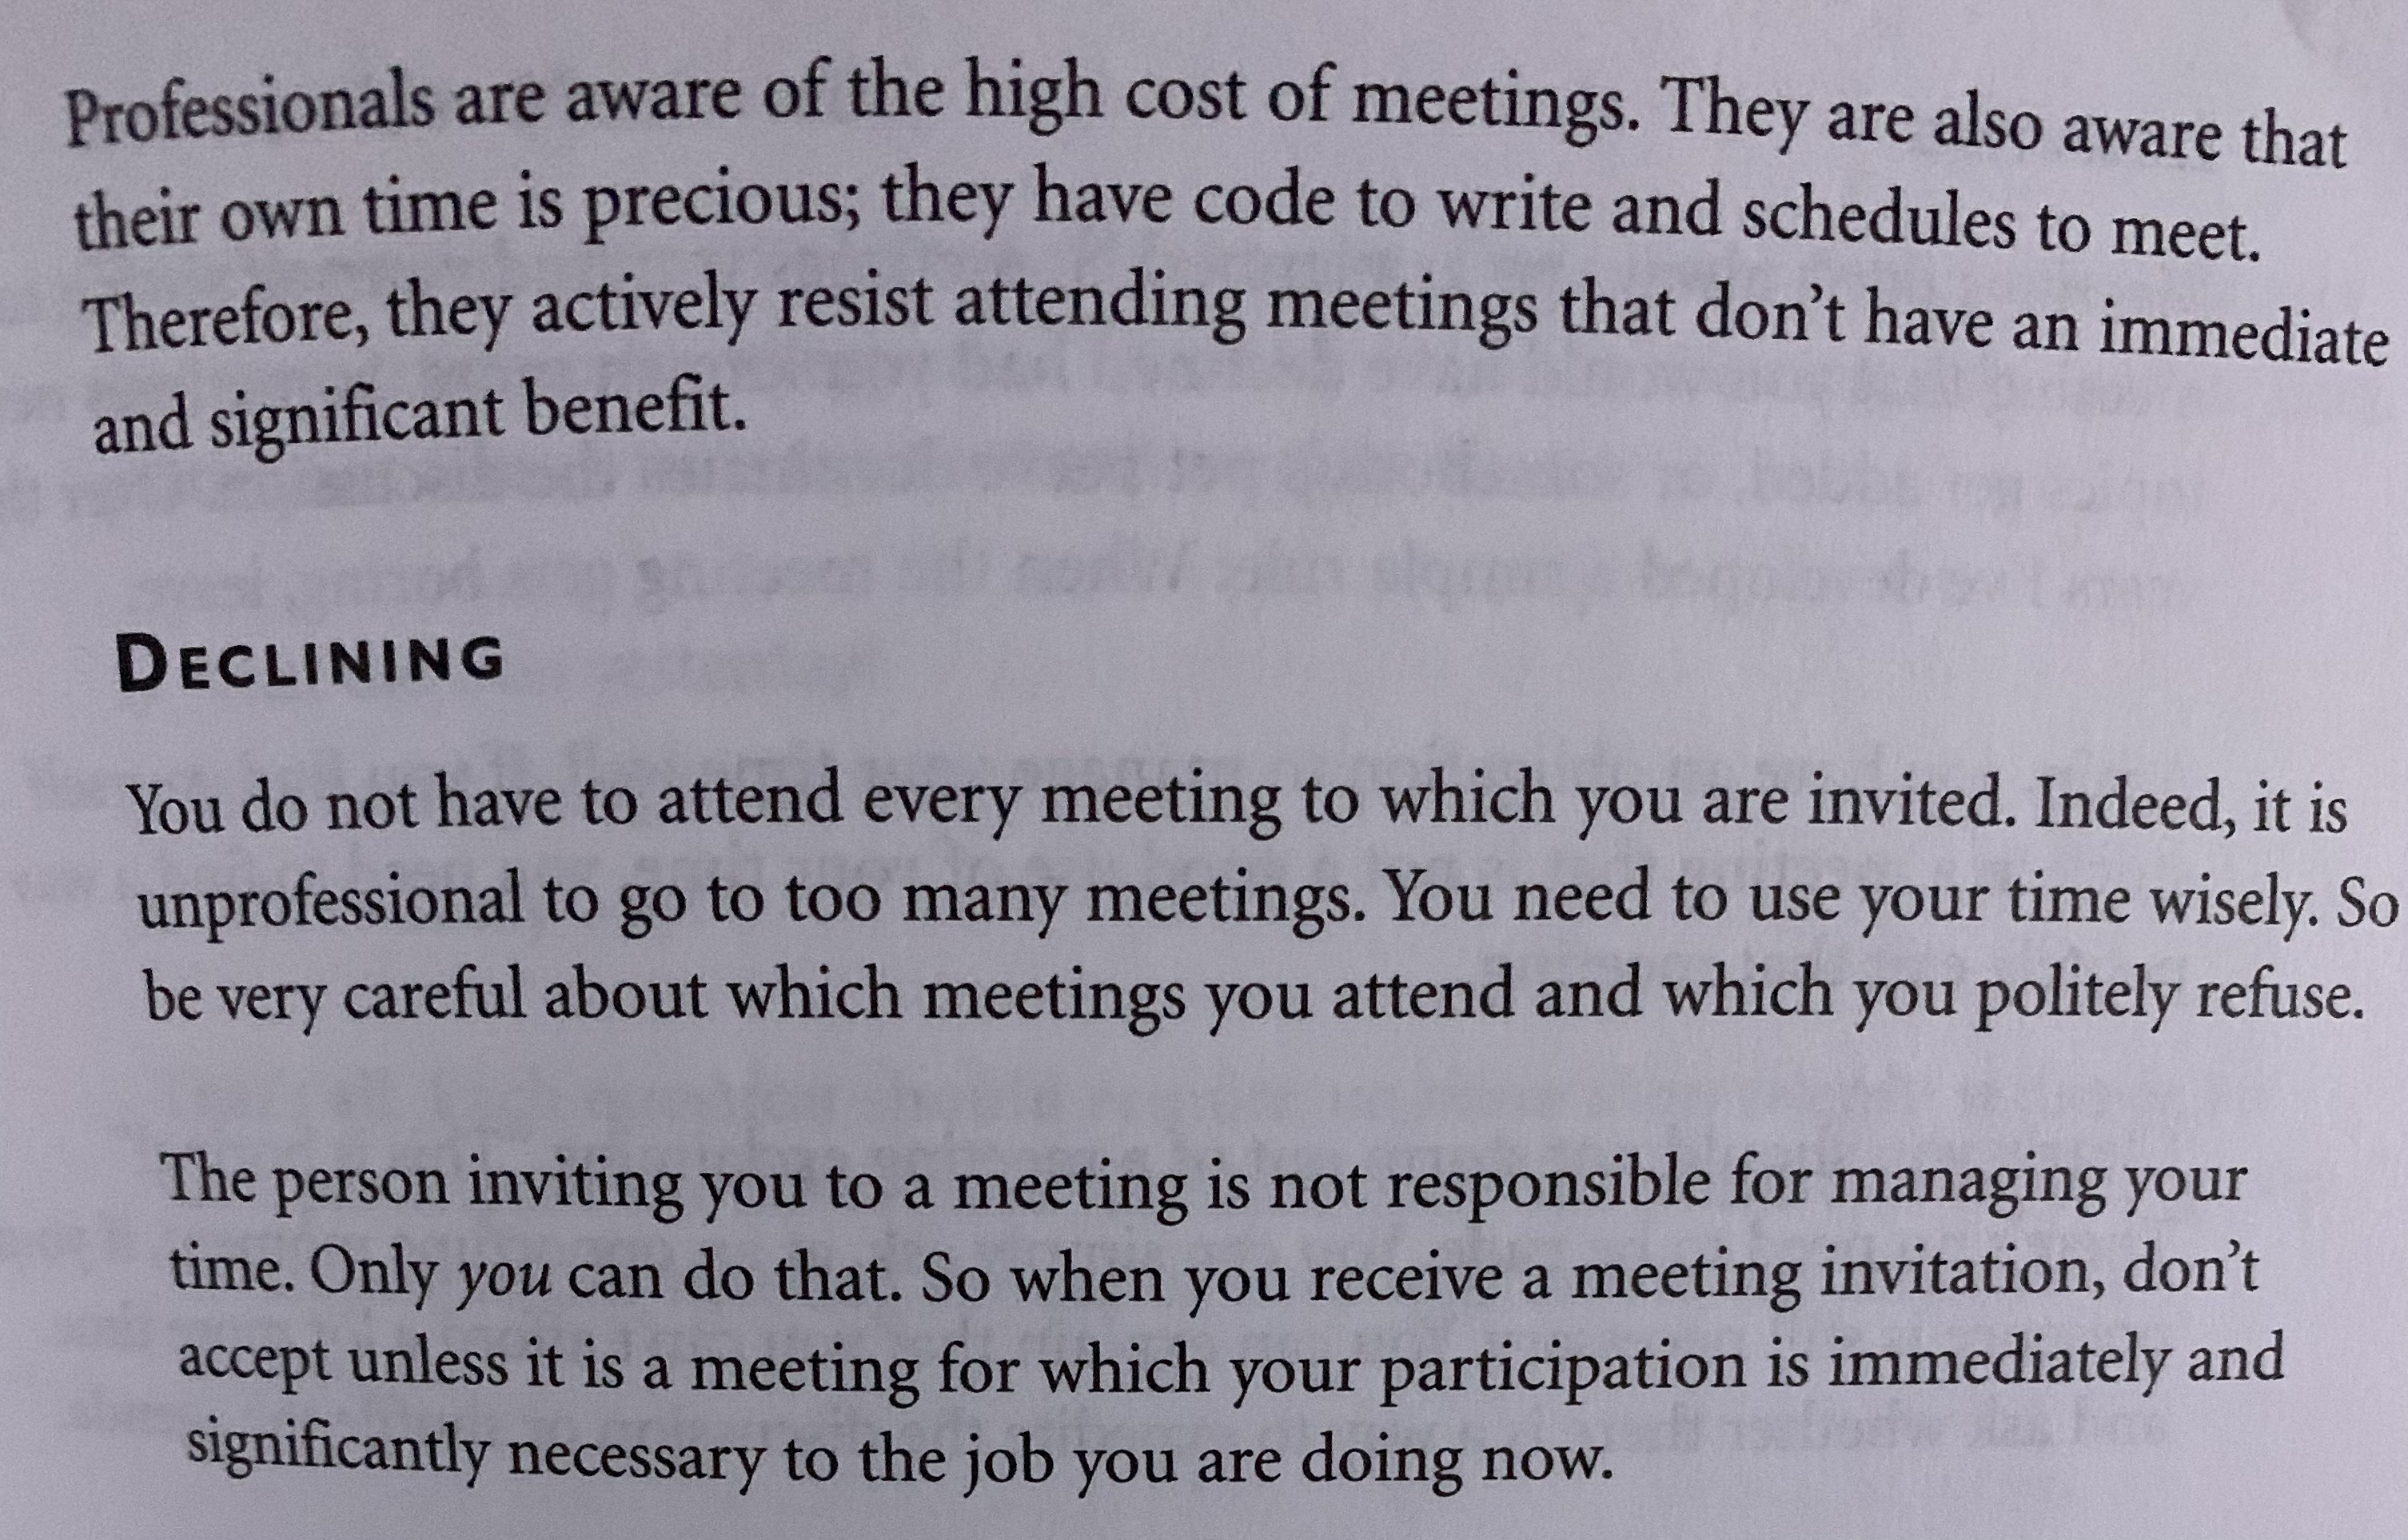 Professionals are aware of the high cost of meetings. They are also aware that
their own time is precious; they have code to write and schedules to meet.
Therefore, they actively resist attending meetings that don’t have an immediate
and significant benefit.
DECLINING
You do not have to attend every meeting to which you are invited. Indeed, it is
unprofessional to go to too many meetings. You need to use your time wisely. So
be very careful about which meetings you attend and which you politely refuse.
The person inviting you to a meeting is not responsible for managing your
time. Only you can do that. So when you receive a meeting invitation, don’t
accept unless it is a meeting for which your participation is immediately and
significantly necessary to the job you are doing now.